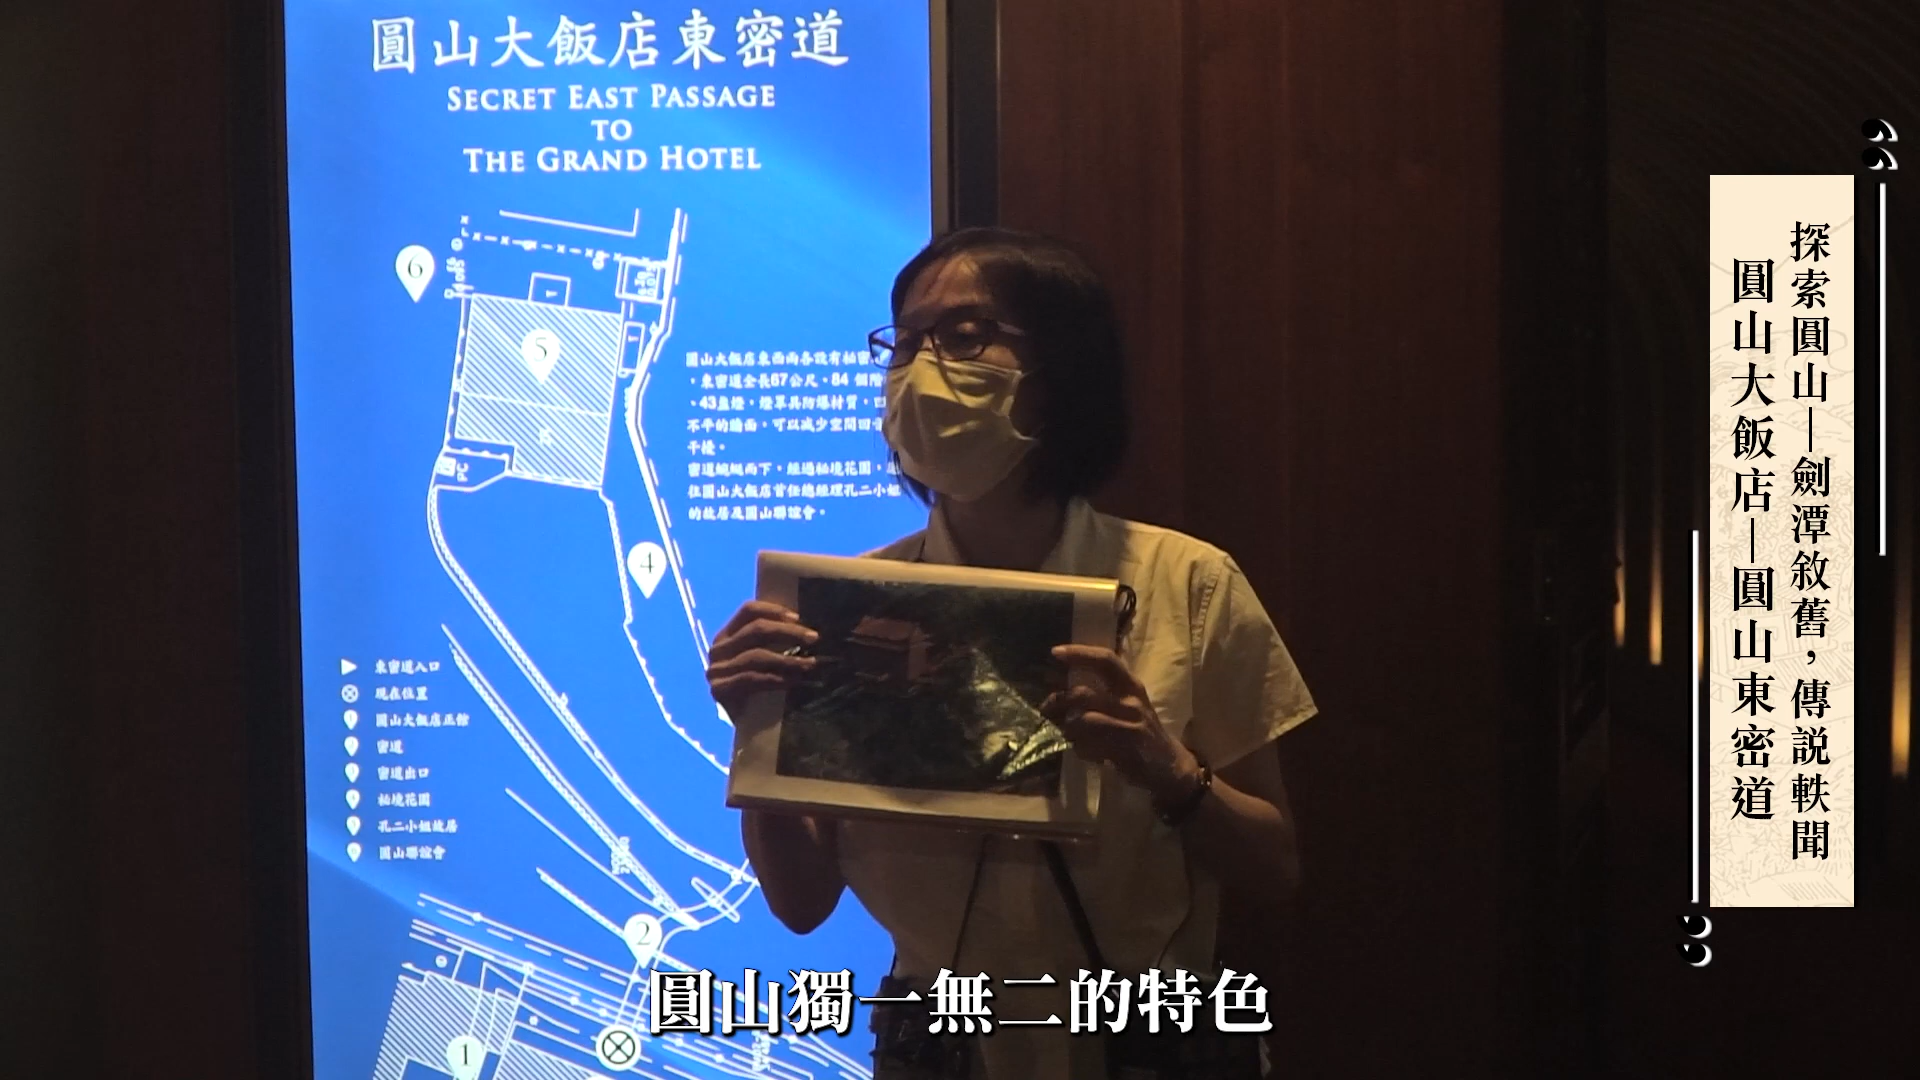 圓山大飯店東密道
SECRET EAST PASSAGE
TO
THE GRAND HOTEL
6
5
4
2
1
圓山大飯店東西兩各設有祕密
，東密道全長67公尺、84 個階
、43盞燈，燈罩具防爆材質，凹
不平的牆面，可以減少空間回音
干擾。
密道蜿蜒而下，經過祕境花園，
往圓山大飯店首任總經理孔二小姐
的故居及圓山聯誼會。
東密道入口
現在位置
圓山大飯店正館
密道
密道出口
祕境花園
孔二小姐故居
圓山聯誼會
探索圓山—劍潭敘舊，傳說軼聞
圓山大飯店—圓山東密道
圓山獨一無二的特色